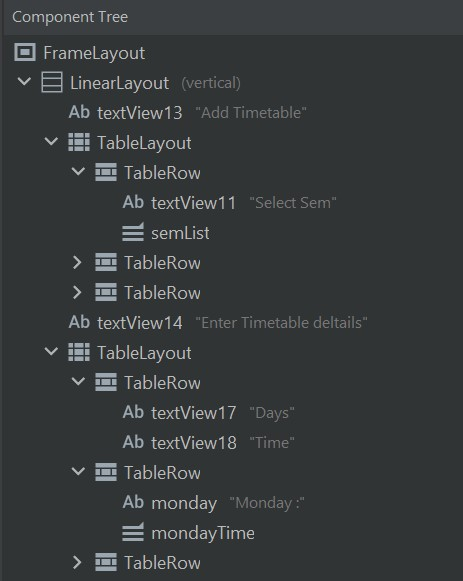 Component Tree
FrameLayout
LinearLayout (vertical)
Ab textView13 "Add Timetable"
TableLayout
TableRow
Ab textView11 "Select Sem"
semList
TableRow
TableRow
Ab textView14 "Enter Timetable deltails"
TableLayout
TableRow
Ab textView17 "Days"
Ab textView18 "Time"
TableRow
Ab monday "Monday :"
mondayTime
TableRow